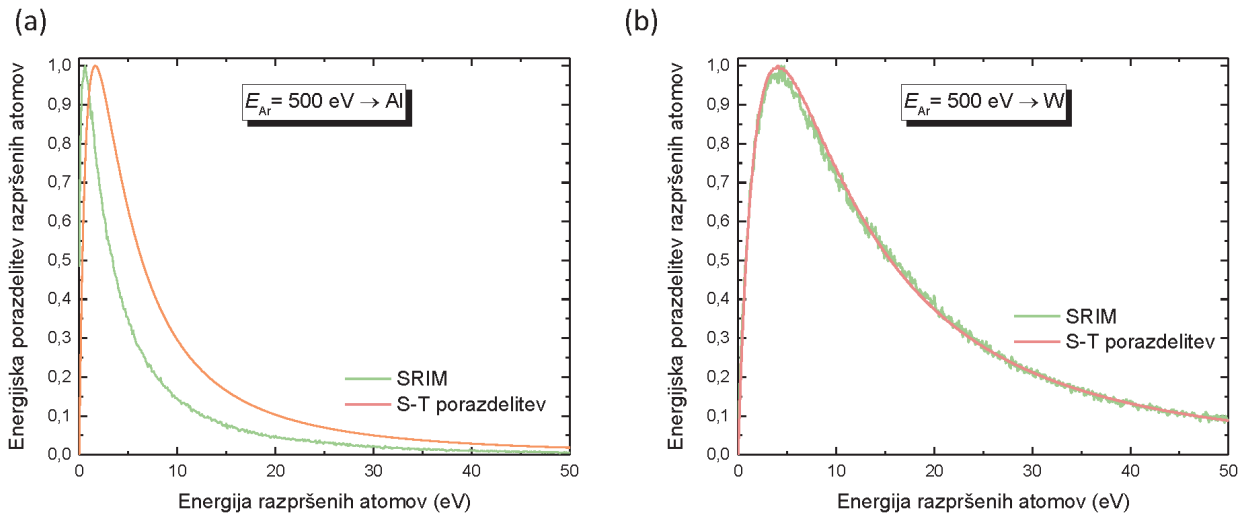 (a)
Energijska porazdelitev razpršenih atomov
1,0
0,9
0,8
0,7
0,6
0,5
0,4
0,3
0,2
0,1
0,0
E_Ar = 500 eV → Al
SRIM
S-T porazdelitev
0 10 20 30 40 50
Energija razpršenih atomov (eV)
(b)
Energijska porazdelitev razpršenih atomov
1,0
0,9
0,8
0,7
0,6
0,5
0,4
0,3
0,2
0,1
0,0
E_Ar = 500 eV → W
SRIM
S-T porazdelitev
0 10 20 30 40 50
Energija razpršenih atomov (eV)